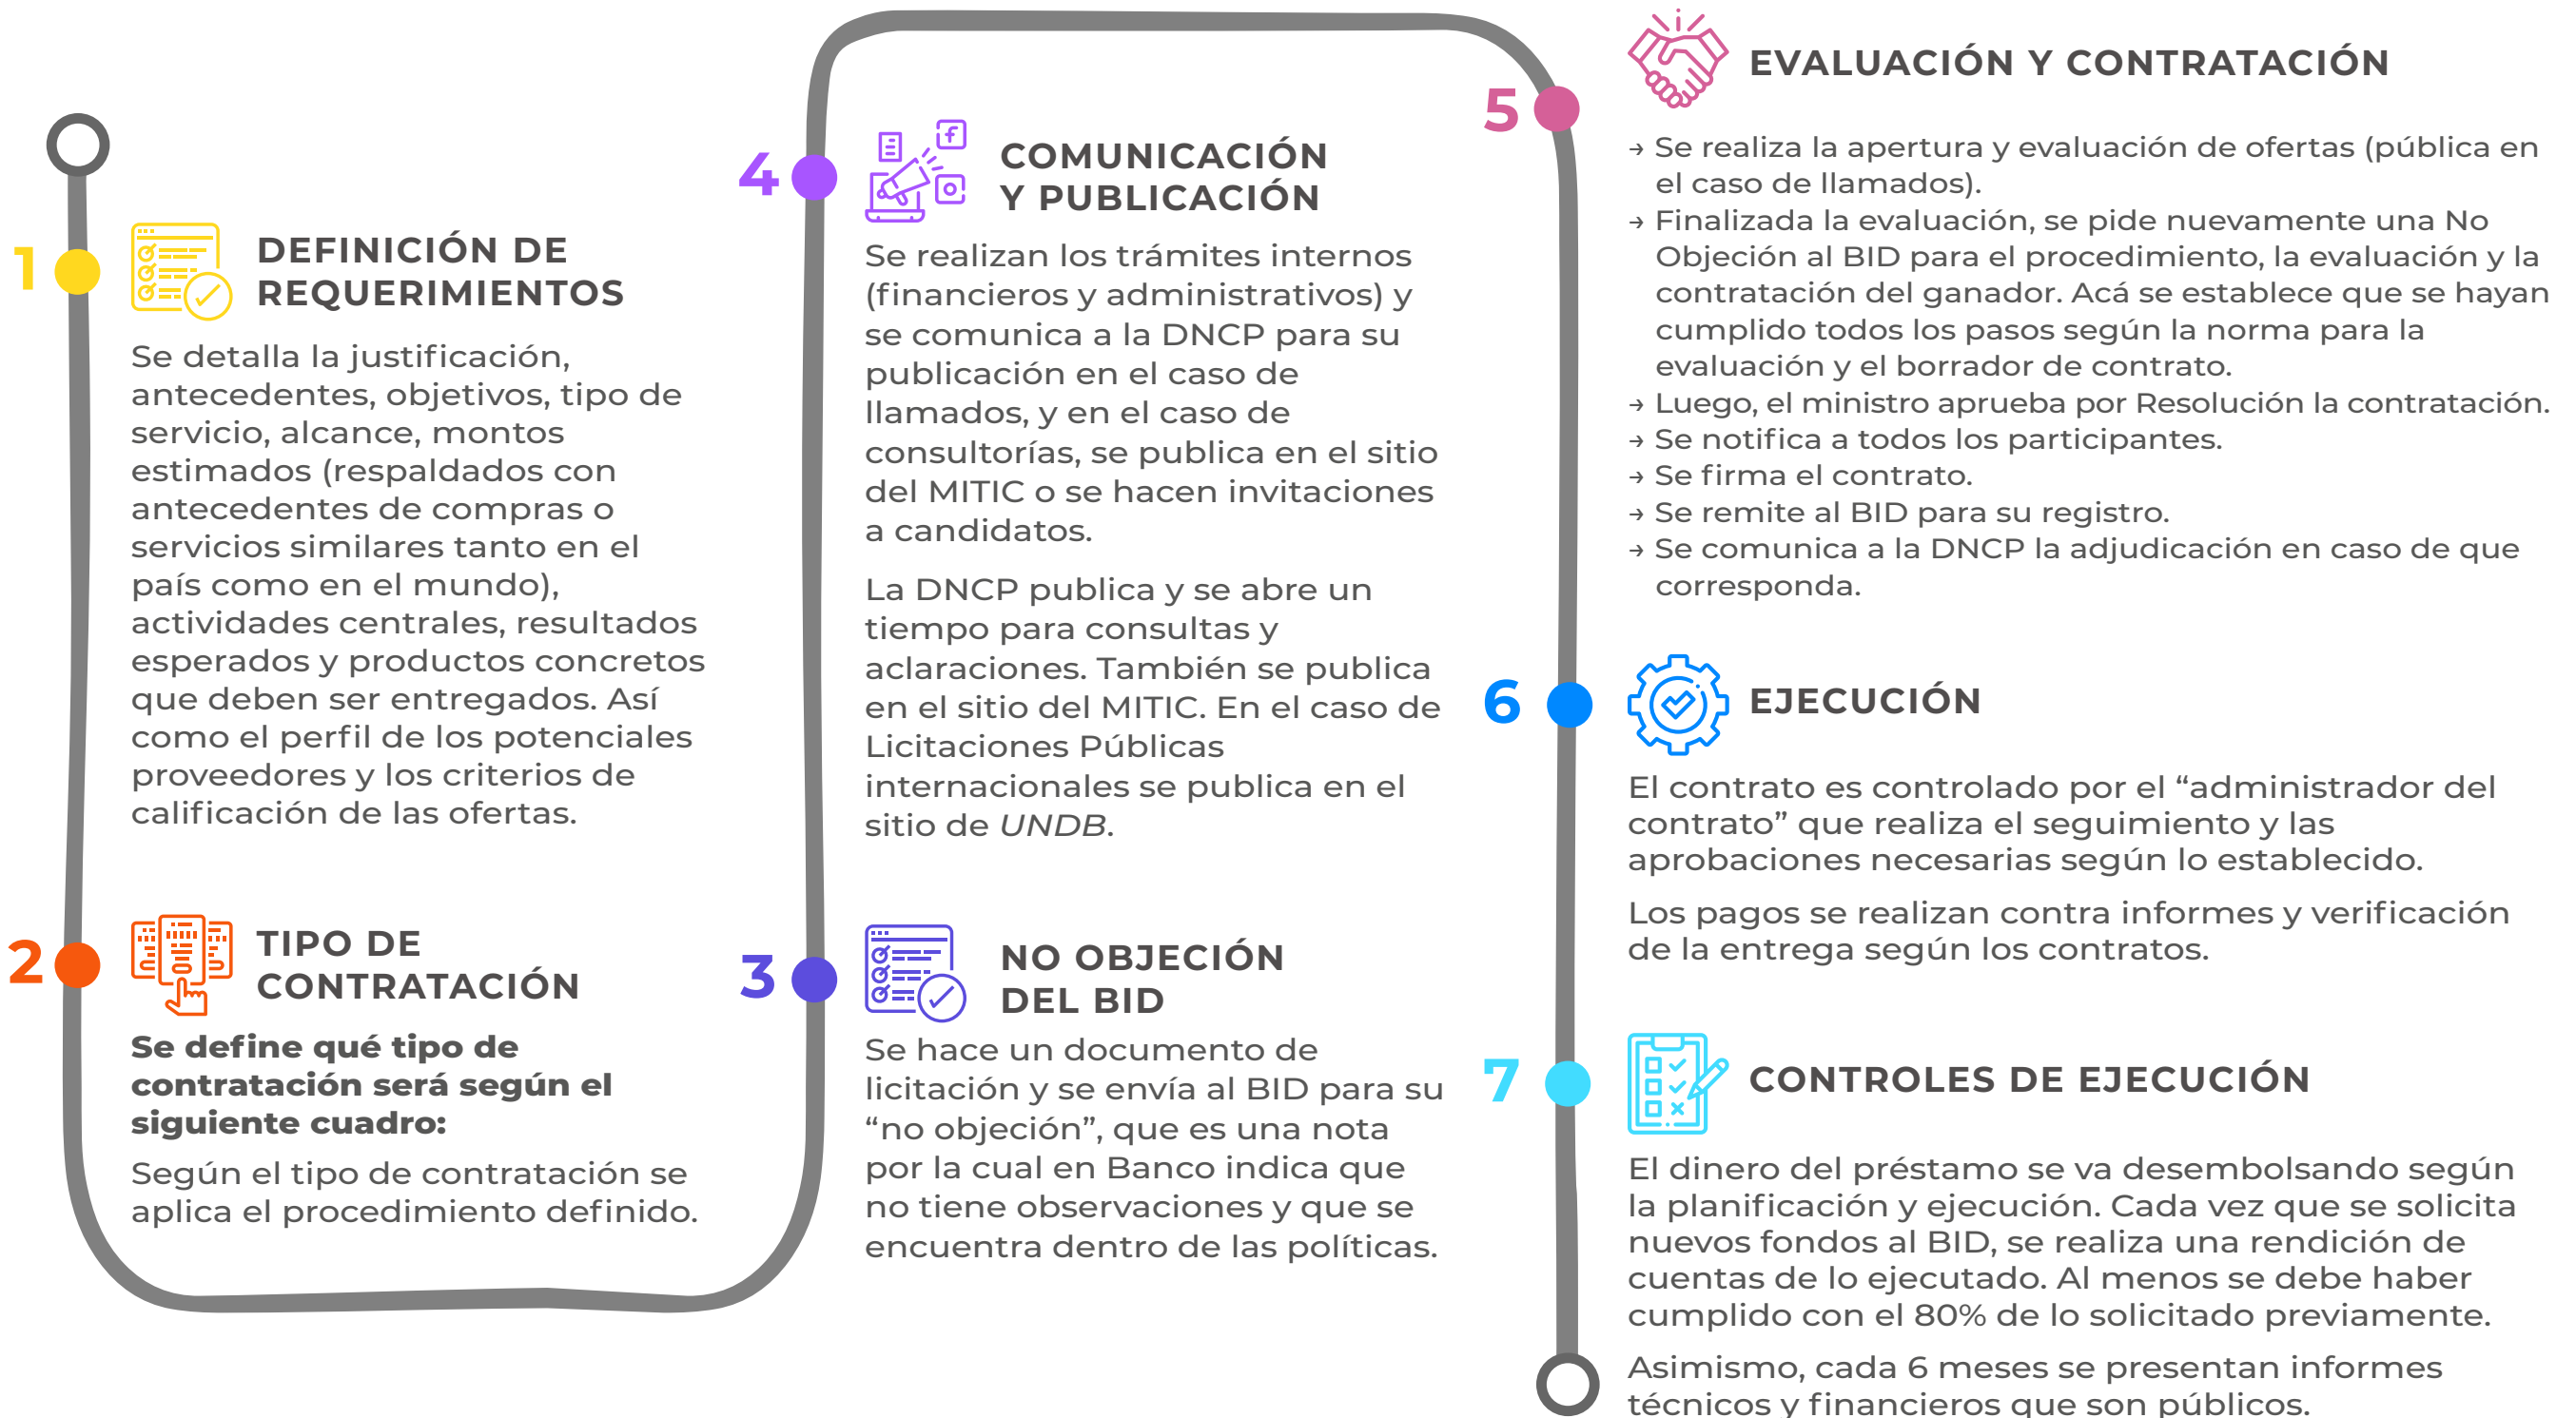 1
DEFINICIÓN DE
REQUERIMIENTOS
Se detalla la justificación,
antecedentes, objetivos, tipo de
servicio, alcance, montos
estimados (respaldados con
antecedentes de compras o
servicios similares tanto en el
país como en el mundo),
actividades centrales, resultados
esperados y productos concretos
que deben ser entregados. Así
como el perfil de los potenciales
proveedores y los criterios de
calificación de las ofertas.
2
TIPO DE
CONTRATACIÓN
Se define qué tipo de
contratación será según el
siguiente cuadro:
Según el tipo de contratación se
aplica el procedimiento definido.
3
NO OBJECIÓN
DEL BID
Se hace un documento de
licitación y se envía al BID para su
“no objeción”, que es una nota
por la cual en Banco indica que
no tiene observaciones y que se
encuentra dentro de las políticas.
4
COMUNICACIÓN
Y PUBLICACIÓN
Se realizan los trámites internos
(financieros y administrativos) y
se comunica a la DNCP para su
publicación en el caso de
llamados, y en el caso de
consultorías, se publica en el sitio
del MITIC o se hacen invitaciones
a candidatos.
La DNCP publica y se abre un
tiempo para consultas y
aclaraciones. También se publica
en el sitio del MITIC. En el caso de
Licitaciones Públicas
internacionales se publica en el
sitio de UNDB.
5
EVALUACIÓN Y CONTRATACIÓN
→ Se realiza la apertura y evaluación de ofertas (pública en
el caso de llamados).
→ Finalizada la evaluación, se pide nuevamente una No
Objeción al BID para el procedimiento, la evaluación y la
contratación del ganador. Acá se establece que se hayan
cumplido todos los pasos según la norma para la
evaluación y el borrador de contrato.
→ Luego, el ministro aprueba por Resolución la contratación.
→ Se notifica a todos los participantes.
→ Se firma el contrato.
→ Se remite al BID para su registro.
→ Se comunica a la DNCP la adjudicación en caso de que
corresponda.
6
EJECUCIÓN
El contrato es controlado por el “administrador del
contrato” que realiza el seguimiento y las
aprobaciones necesarias según lo establecido.
Los pagos se realizan contra informes y verificación
de la entrega según los contratos.
7
CONTROLES DE EJECUCIÓN
El dinero del préstamo se va desembolsando según
la planificación y ejecución. Cada vez que se solicita
nuevos fondos al BID, se realiza una rendición de
cuentas de lo ejecutado. Al menos se debe haber
cumplido con el 80% de lo solicitado previamente.
Asimismo, cada 6 meses se presentan informes
técnicos y financieros que son públicos.